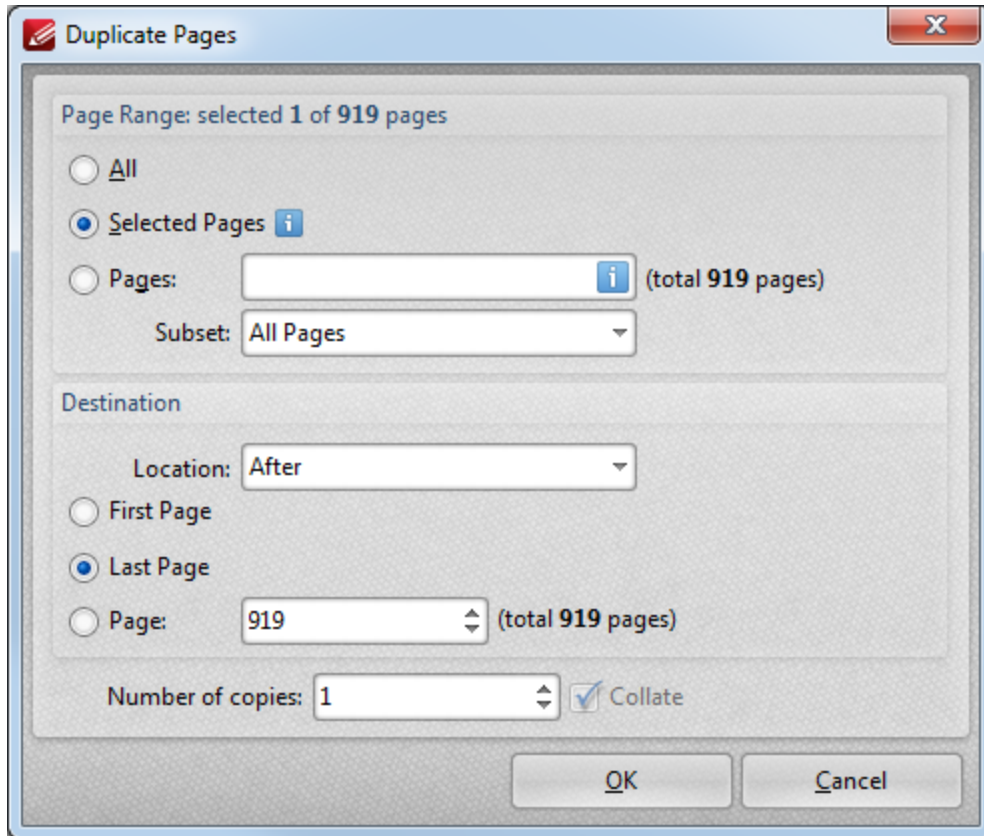 Duplicate Pages
Page Range: selected 1 of 919 pages
All
Selected Pages
Pages: (total 919 pages)
Subset: All Pages
Destination
Location: After
First Page
Last Page
Page: 919 (total 919 pages)
Number of copies: 1 Collate
OK Cancel